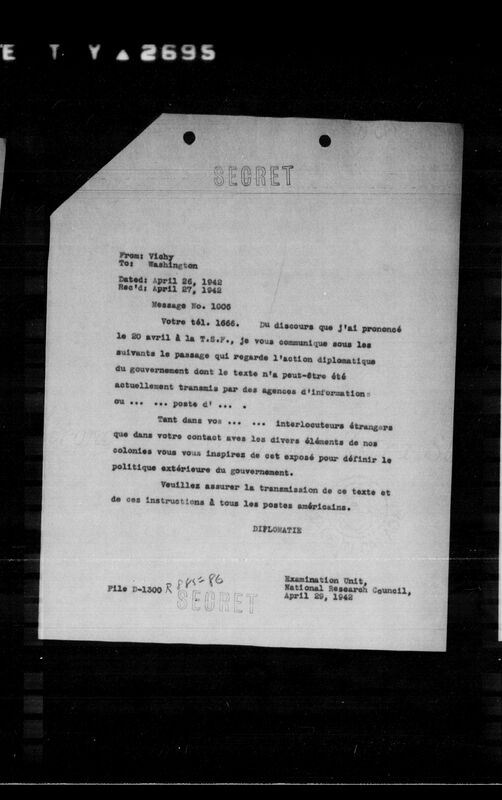 E T Y ▲ 2695
SECRET
From: Vichy
To: Washington
Dated: April 26, 1942
Rec'd: April 27, 1942
Message No. 1006
Votre tél. 1666. Du discours que j'ai prononcé
le 20 avril à la T.S.F., je vous communique sous les
suivants le passage qui regarde l'action diplomatique
du gouvernement dont le texte n'a peut-être été
actuellement transmis par des agences d'informations
ou ... ... poste d' ... .
Tant dans vos ... ... interlocuteurs étrangers
que dans votre contact avec les divers éléments de nos
colonies vous vous inspirez de cet exposé pour définir le
politique extérieure du gouvernement.
Veuillez assurer la transmission de ce texte et
de ces instructions à tous les postes américains.
DIPLOMATIE
File D-1300 R 885-86
SECRET
Examination Unit,
National Research Council,
April 29, 1942